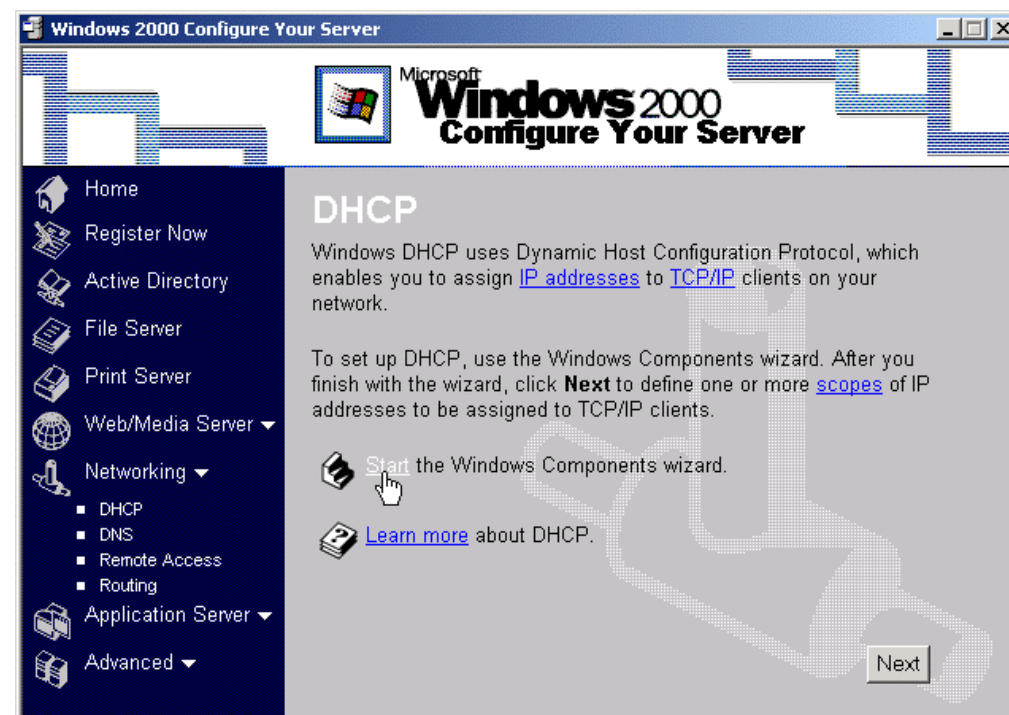 Windows 2000 Configure Your Server
Microsoft
Windows 2000
Configure Your Server
Home
Register Now
Active Directory
File Server
Print Server
Web/Media Server
Networking
DHCP
DNS
Remote Access
Routing
Application Server
Advanced
DHCP
Windows DHCP uses Dynamic Host Configuration Protocol, which
enables you to assign IP addresses to TCP/IP clients on your
network.
To set up DHCP, use the Windows Components wizard. After you
finish with the wizard, click Next to define one or more scopes of IP
addresses to be assigned to TCP/IP clients.
Start the Windows Components wizard.
Learn more about DHCP.
Next